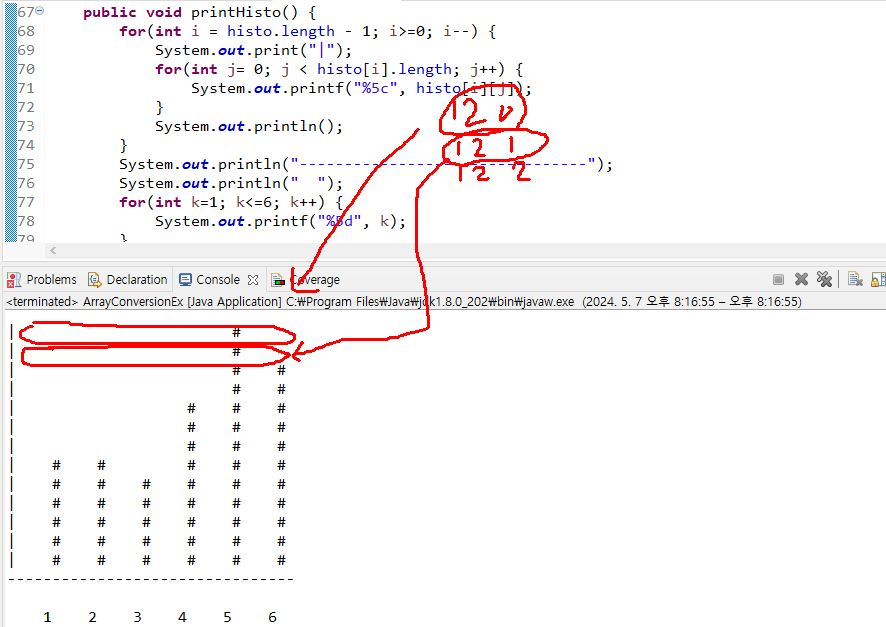 67 public void printHisto() {
68 for(int i = histo.length - 1; i>=0; i--) {
69 System.out.print("|");
70 for(int j= 0; j < histo[i].length; j++) {
71 System.out.printf("%5c", histo[i][j]);
72 }
12 0
73 System.out.println();
74 }
12 1
75 System.out.println("--------------------------------");
12 2
76 System.out.println("  ");
77 for(int k=1; k<=6; k++) {
78 System.out.printf("%5d", k);
79 }
Problems Declaration Console Coverage
<terminated> ArrayConversionEx [Java Application] C:₩Program Files₩Java₩jdk1.8.0_202₩bin₩javaw.exe (2024. 5. 7 오후 8:16:55 – 오후 8:16:55)
| #
| #
| # #
| # #
| # # #
| # # #
| # # #
| # # # # #
| # # # # # #
| # # # # # #
| # # # # # #
| # # # # # #
| # # # # # #
--------------------------------
1 2 3 4 5 6